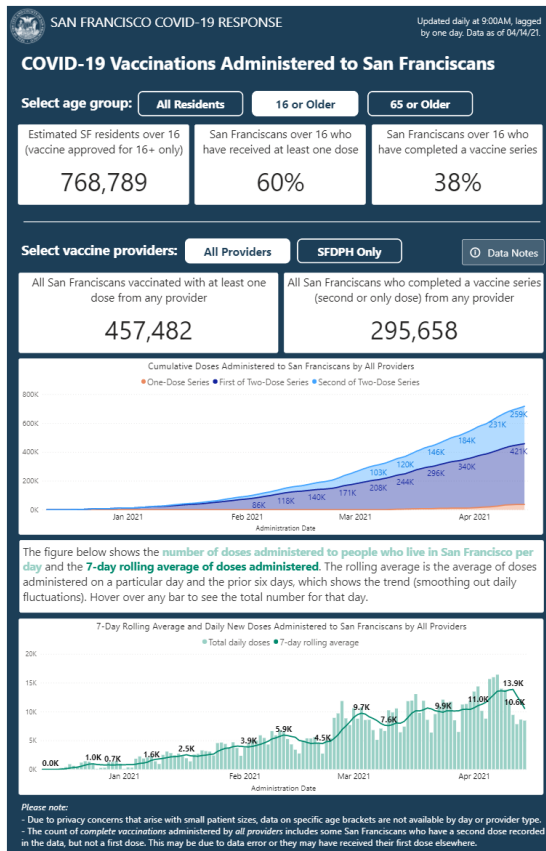 SAN FRANCISCO COVID-19 RESPONSE
Updated daily at 9:00AM, lagged
by one day. Data as of 04/14/21.
COVID-19 Vaccinations Administered to San Franciscans
Select age group:
All Residents
16 or Older
65 or Older
Estimated SF residents over 16
(vaccine approved for 16+ only)
768,789
San Franciscans over 16 who
have received at least one dose
60%
San Franciscans over 16 who
have completed a vaccine series
38%
Select vaccine providers:
All Providers
SFDPH Only
Data Notes
All San Franciscans vaccinated with at least one
dose from any provider
457,482
All San Franciscans who completed a vaccine series
(second or only dose) from any provider
295,658
Cumulative Doses Administered to San Franciscans by All Providers
One-Dose Series First of Two-Dose Series Second of Two-Dose Series
800K
600K
400K
200K
0K
86K 118K 140K 171K 208K 244K 296K 340K 421K
103K 120K 146K 184K 231K 259K
Jan 2021 Feb 2021 Mar 2021 Apr 2021
Administration Date
The figure below shows the number of doses administered to people who live in San Francisco per
day and the 7-day rolling average of doses administered. The rolling average is the average of doses
administered on a particular day and the prior six days, which shows the trend (smoothing out daily
fluctuations). Hover over any bar to see the total number for that day.
7-Day Rolling Average and Daily New Doses Administered to San Franciscans by All Providers
Total daily doses 7-day rolling average
20K
15K
10K
5K
0K
0.0K 1.0K 0.7K 1.6K 2.5K 3.9K 5.9K 4.5K 9.7K 7.6K 9.9K 11.0K 13.9K 10.6K
Jan 2021 Feb 2021 Mar 2021 Apr 2021
Administration Date
Please note:
- Due to privacy concerns that arise with small patient sizes, data on specific age brackets are not available by day or provider type.
- The count of complete vaccinations administered by all providers includes some San Franciscans who have a second dose recorded
in the data, but not a first dose. This may be due to data error or they may have received their first dose elsewhere.